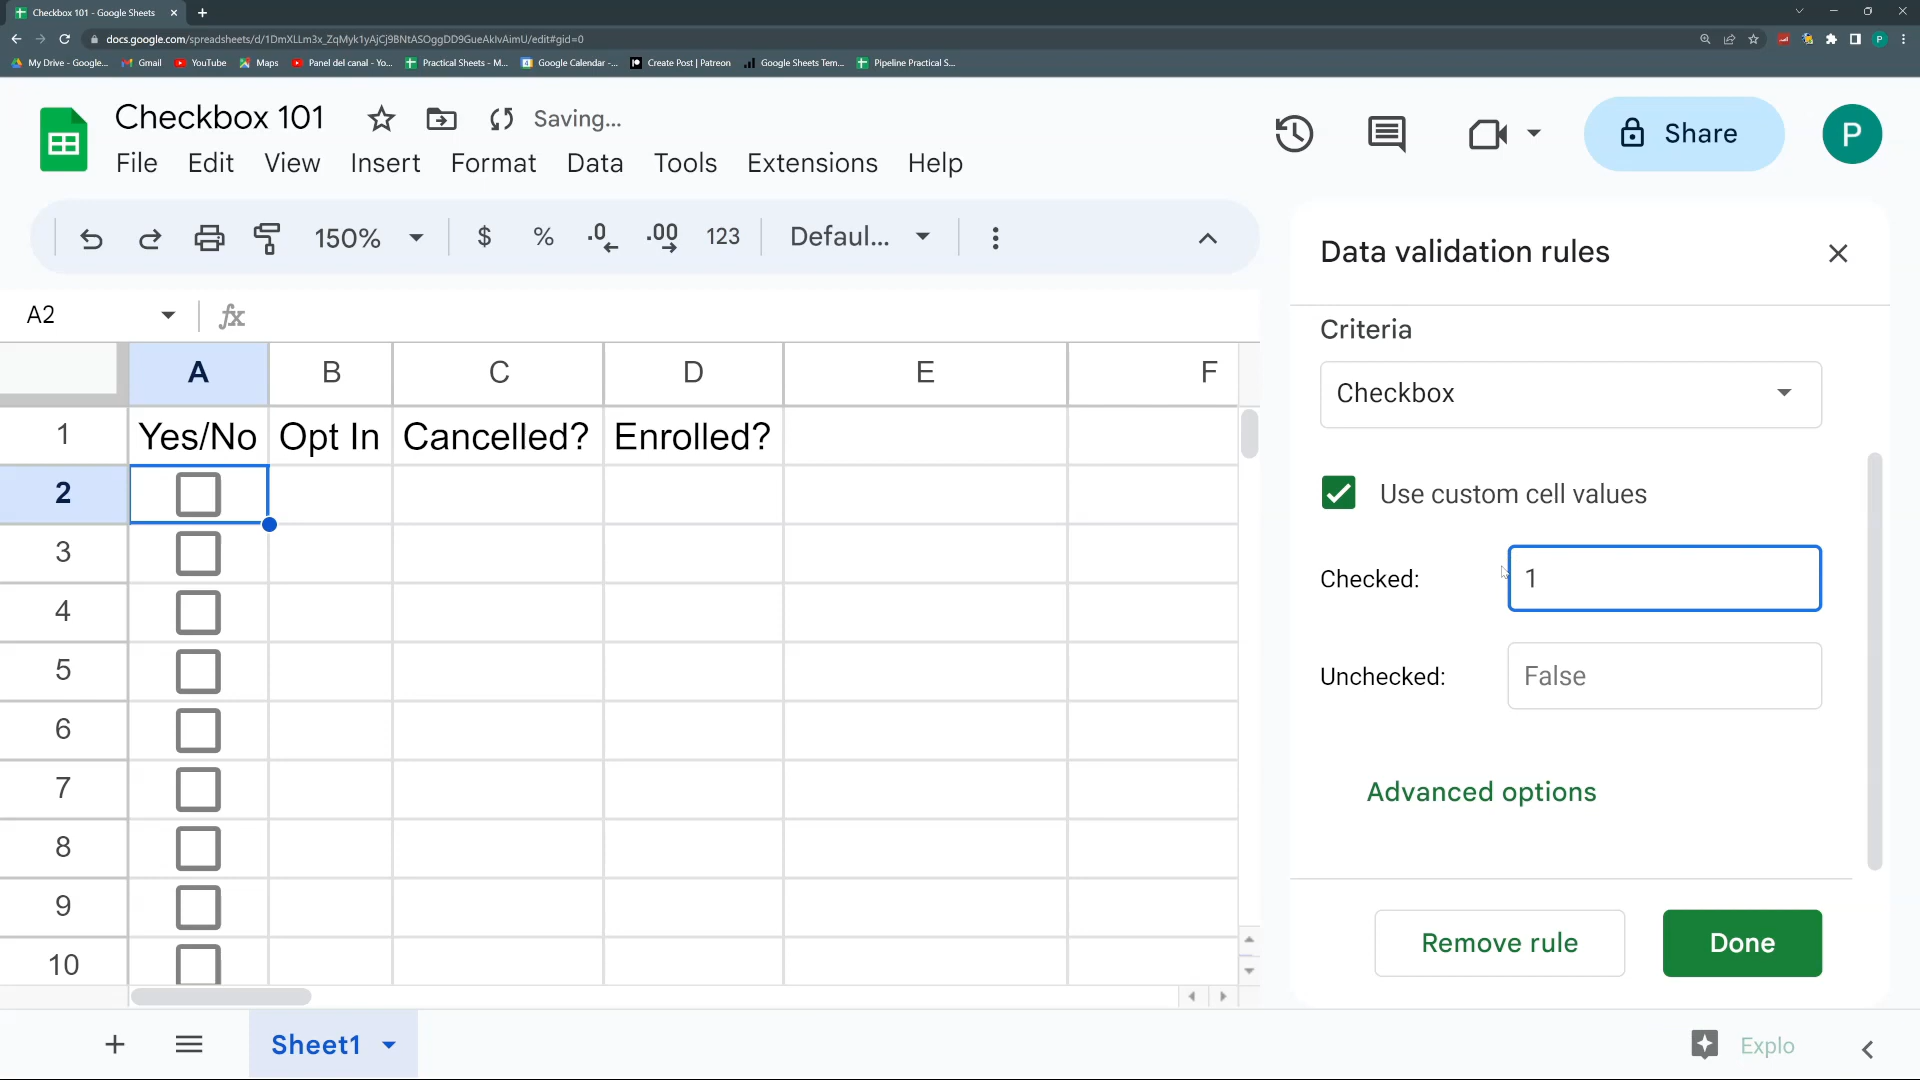 Checkbox 101 - Google Sheets
docs.google.com/spreadsheets/d/1DmXLLm3x_ZqMyk1yAjCj9BNtASOggDD9GueAkIvAimU/edit#gid=0
My Drive - Google...
Gmail
YouTube
Maps
Panel del canal - Yo...
Practical Sheets - M...
Google Calendar -...
Create Post | Patreon
Google Sheets Tem...
Pipeline Practical S...
Checkbox 101
Saving...
Share
P
File Edit View Insert Format Data Tools Extensions Help
150% $ % .0 .00 123 Defaul...
Data validation rules
A2
fx
Criteria
Checkbox
A B C D E F
1 Yes/No Opt In Cancelled? Enrolled?
2
3
4
5
6
7
8
9
10
Use custom cell values
Checked: 1
Unchecked: False
Advanced options
Remove rule
Done
Sheet1
Explo